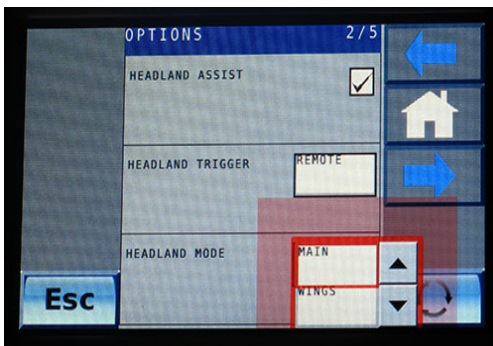 OPTIONS 2/5
HEADLAND ASSIST
HEADLAND TRIGGER REMOTE
HEADLAND MODE MAIN
WINGS
Esc